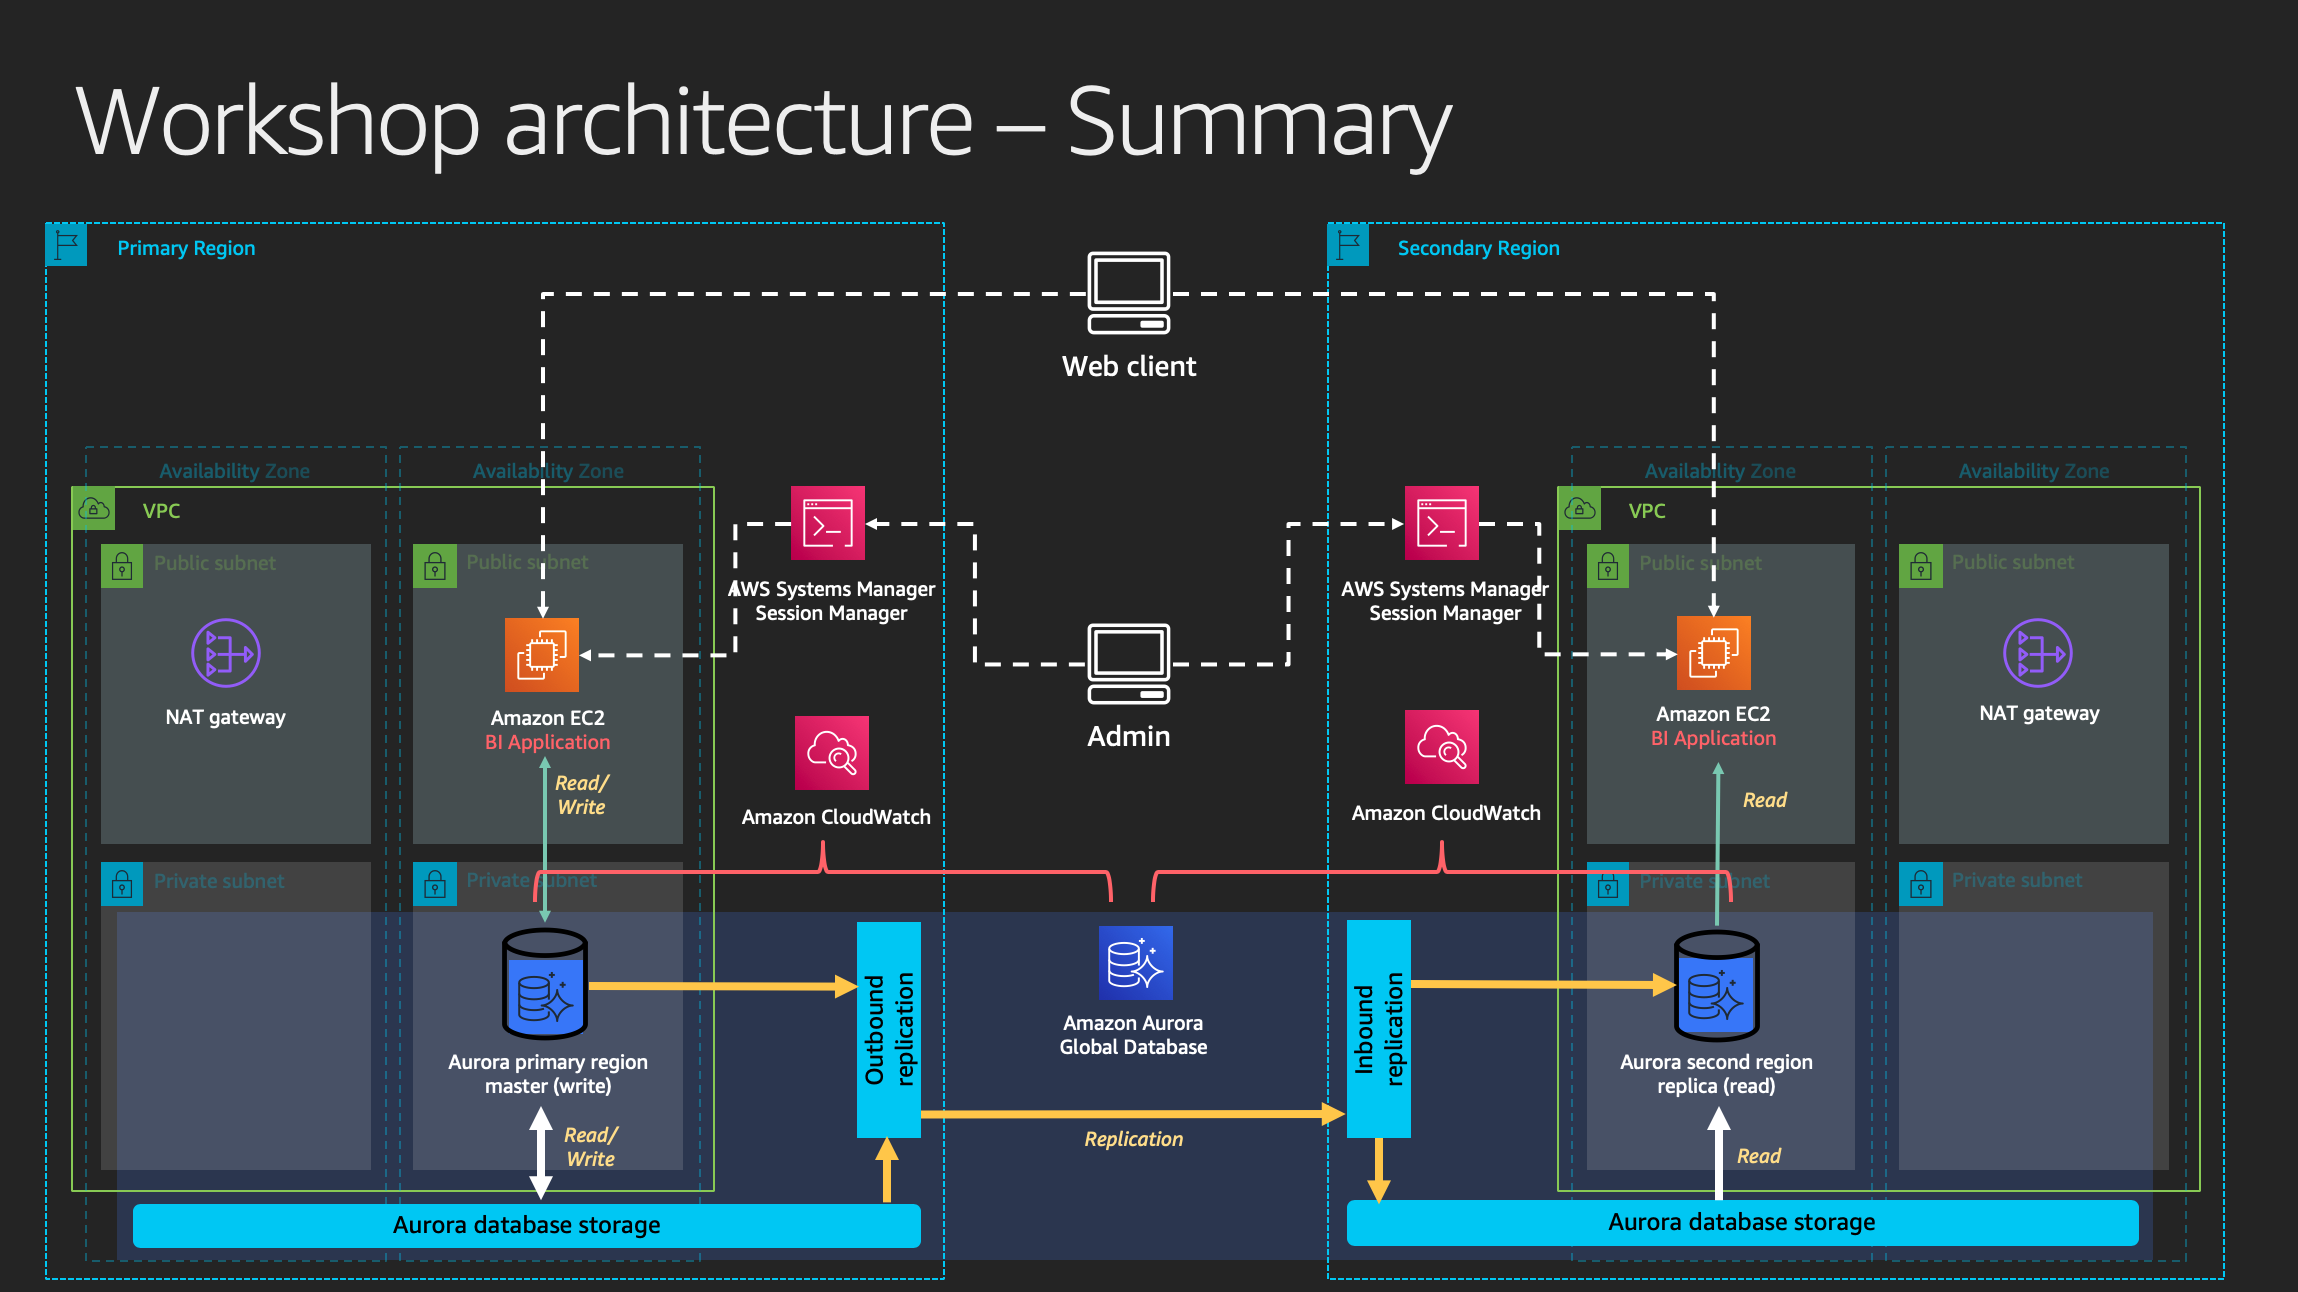 Workshop architecture – Summary
Primary Region
Secondary Region
Web client
Availability Zone
Availability Zone
Availability Zone
Availability Zone
VPC
VPC
Public subnet
Public subnet
Public subnet
Public subnet
AWS Systems Manager
Session Manager
AWS Systems Manager
Session Manager
NAT gateway
Amazon EC2
BI Application
Admin
Amazon EC2
BI Application
NAT gateway
Read/
Write
Amazon CloudWatch
Amazon CloudWatch
Read
Private subnet
Private subnet
Private subnet
Private subnet
Outbound
replication
Amazon Aurora
Global Database
Inbound
replication
Aurora primary region
master (write)
Aurora second region
replica (read)
Read/
Write
Replication
Read
Aurora database storage
Aurora database storage